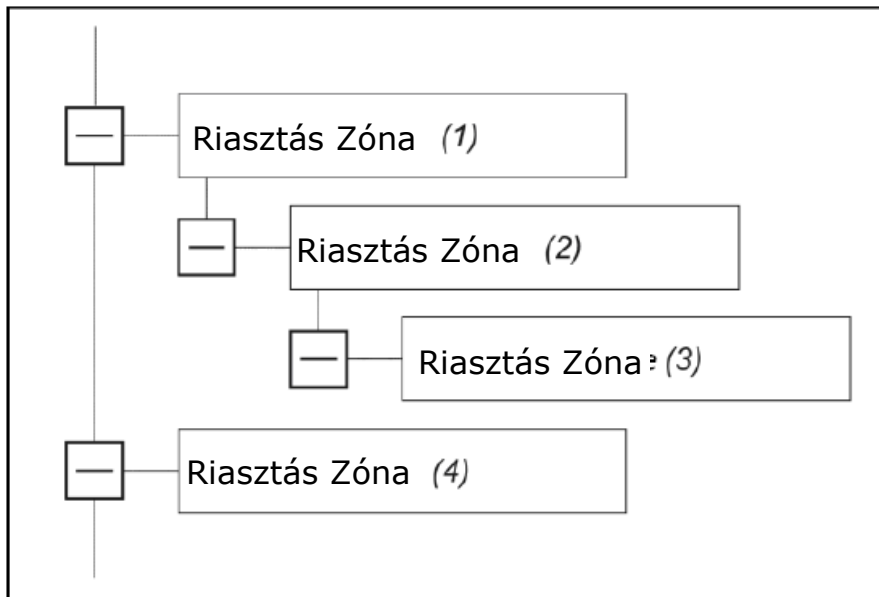 Riasztás Zóna (1)
Riasztás Zóna (2)
Riasztás Zóna (3)
Riasztás Zóna (4)